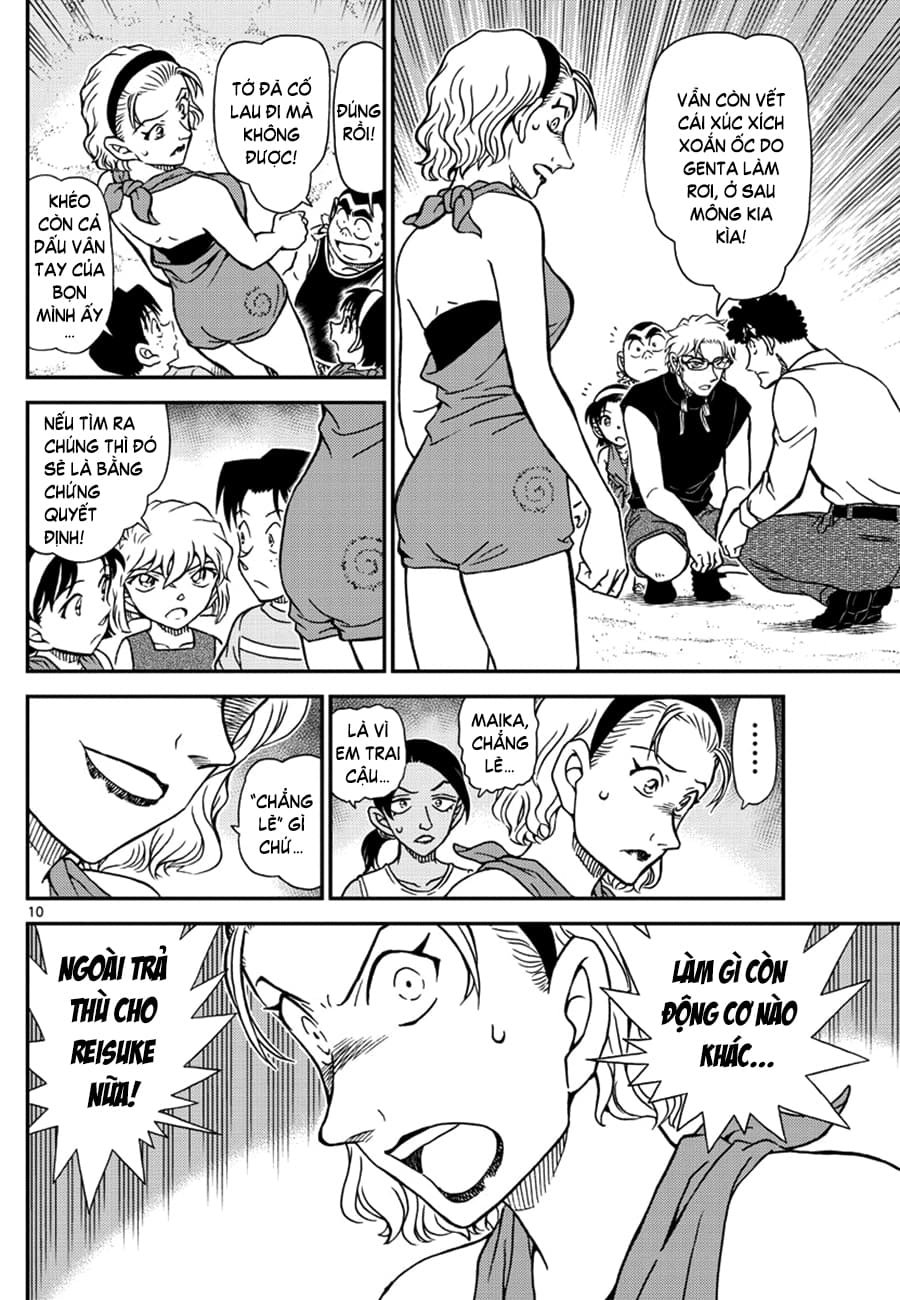 VẪN CÒN VẾT
CÁI XÚC XÍCH
XOẮN ỐC DO
GENTA LÀM
RƠI, Ở SAU
MÔNG KIA
KÌA!
ĐÚNG
RỒI!
TỚ ĐÃ CỐ
LAU ĐI MÀ
KHÔNG
ĐƯỢC!
KHÉO
CÒN CẢ
DẤU VÂN
TAY CỦA
BỌN
MÌNH ẤY
...
NẾU TÌM RA
CHÚNG THÌ ĐÓ
SẼ LÀ BẰNG
CHỨNG
QUYẾT
ĐỊNH!
......
MAIKA,
CHẲNG
LẼ...
LÀ VÌ
EM TRAI
CẬU...
“CHẲNG
LẼ” GÌ
CHỨ...
10
LÀM GÌ CÒN
ĐỘNG CƠ NÀO
KHÁC...
NGOÀI TRẢ
THÙ CHO
REISUKE
NỮA!